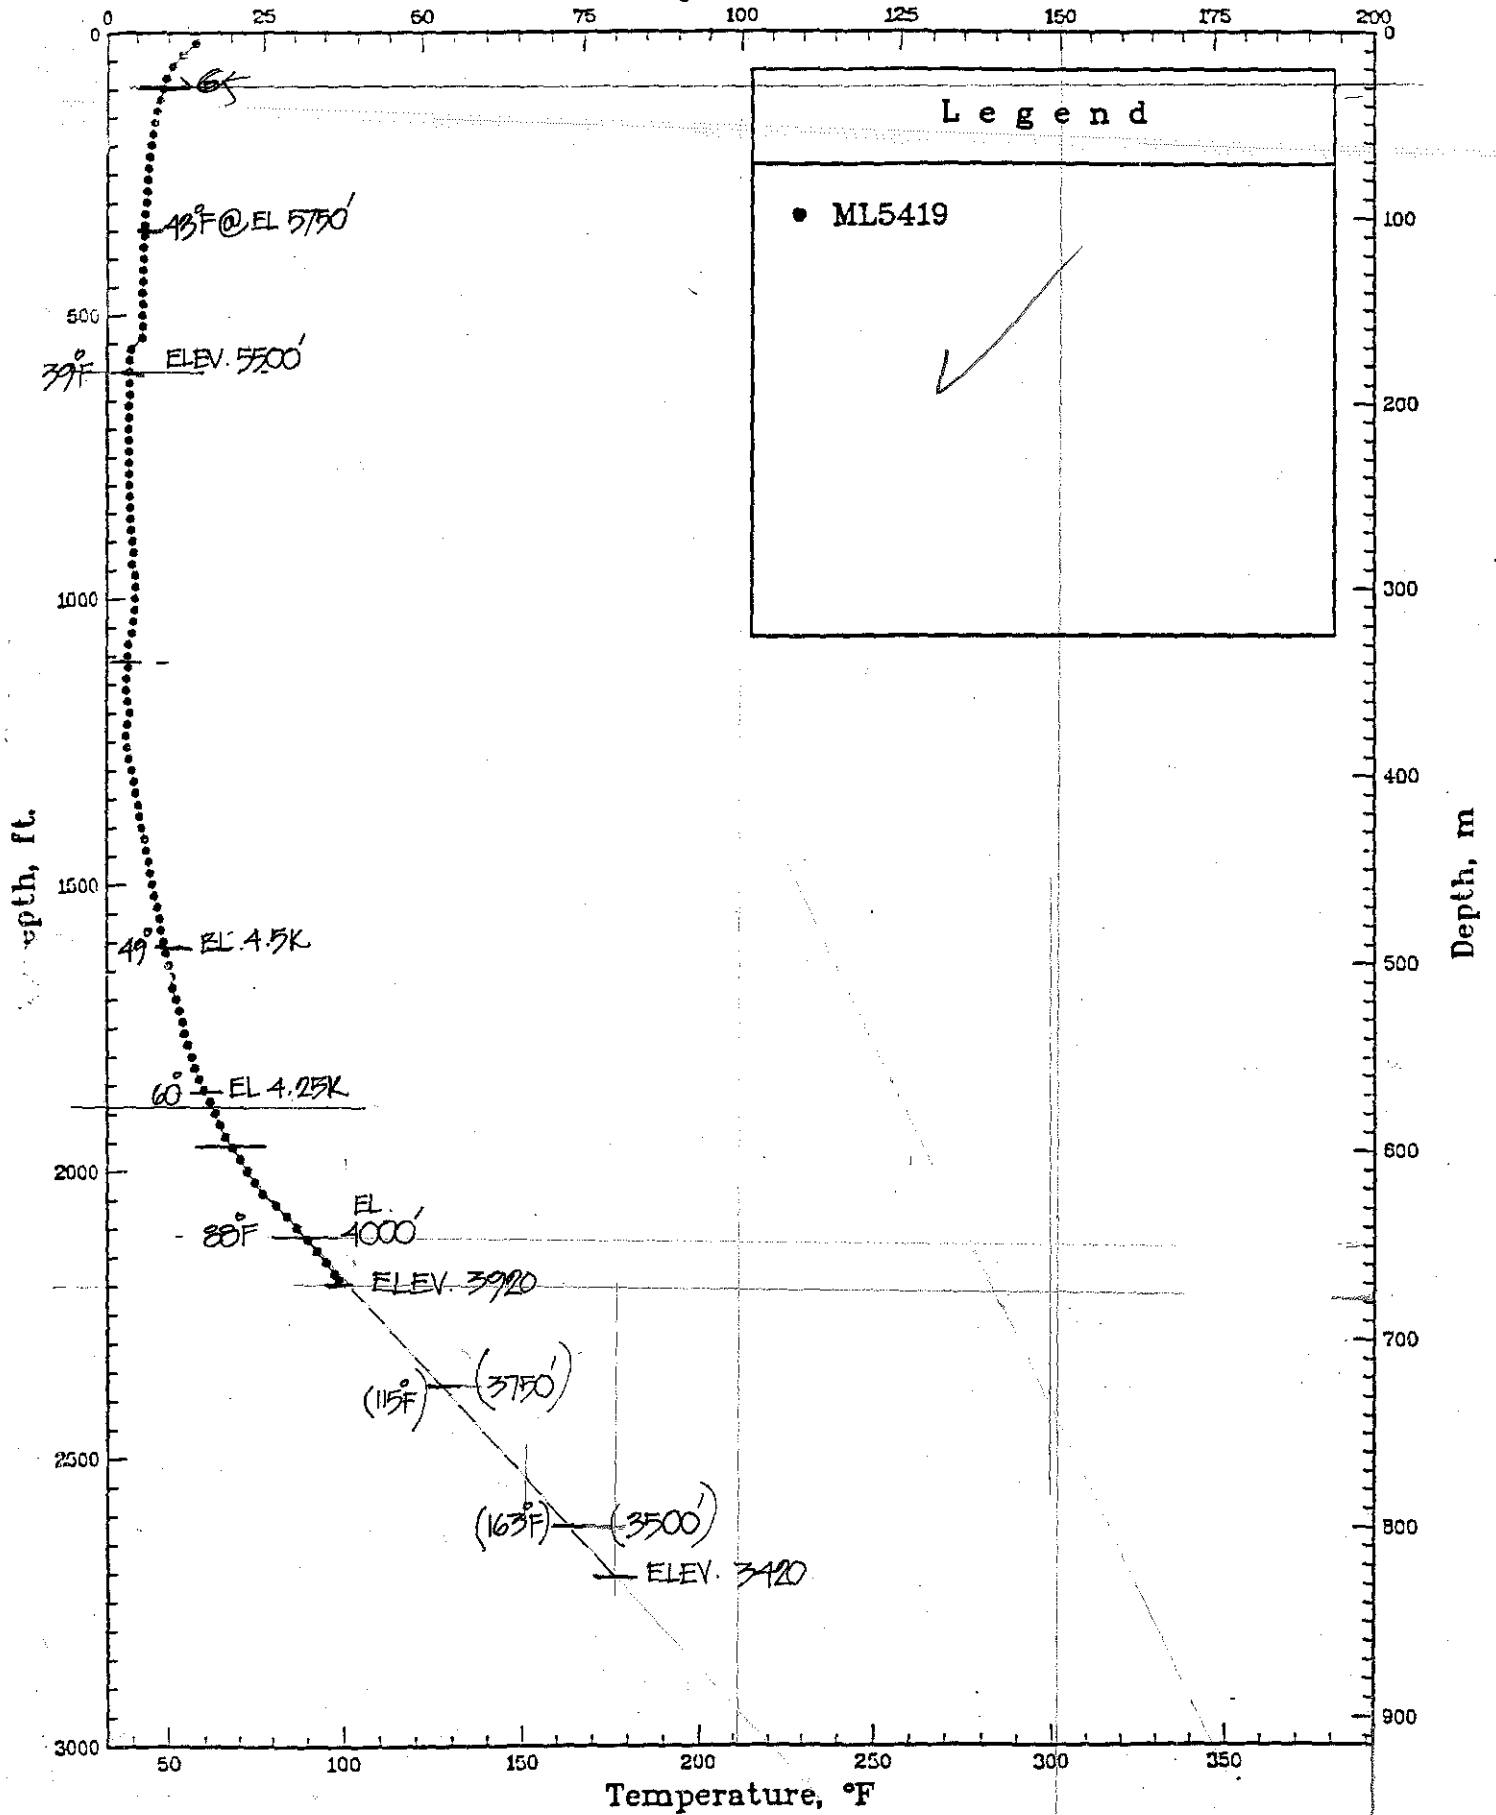 0 25 50 75 100 125 150 175 200
0 0
6K
Legend
• ML5419
100
43°F @ EL 5750'
500
ELEV. 5500'
39°F
200
1000 300
400
Depth, m
1500
49° EL. 4.5K
500
60° EL 4.25K
2000 600
EL.
88°F 4000'
ELEV. 3920
700
(115°F) (3750')
2500
(163°F) (3500')
800
ELEV. 3420
900
3000
50 100 150 200 250 300 350
Temperature, °F